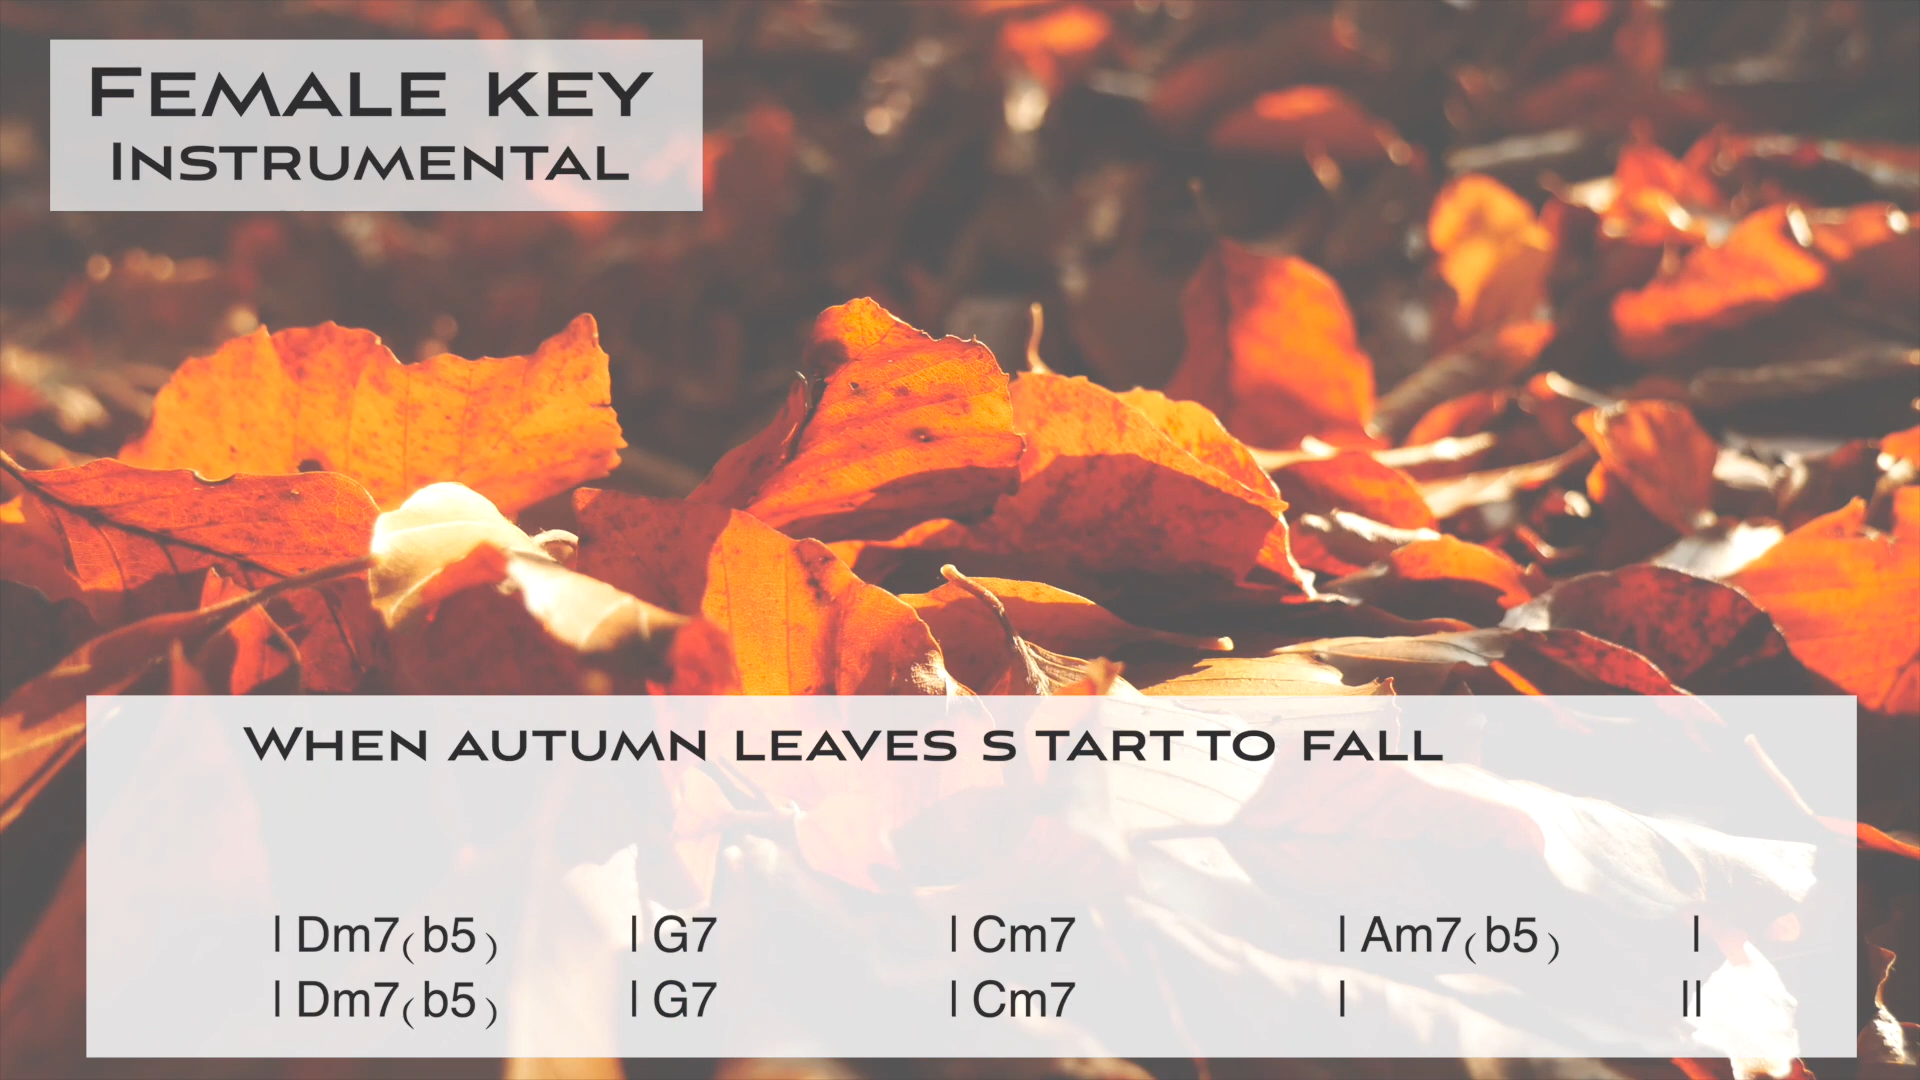 Female key
Instrumental
When autumn leaves s tart to fall
| Dm7(b5) | G7 | Cm7 | Am7(b5) |
| Dm7(b5) | G7 | Cm7 | ||